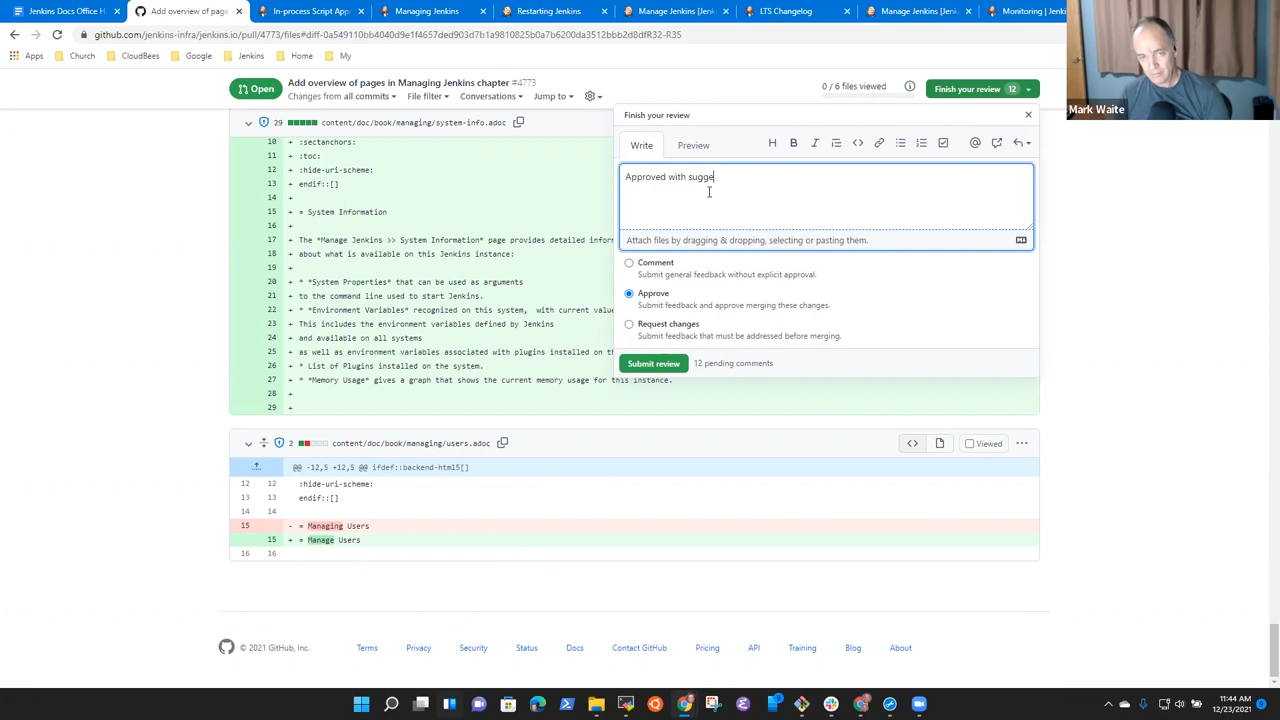 Jenkins Docs Office H
Add overview of page
In-process Script App
Managing Jenkins
Restarting Jenkins
Manage Jenkins [Jenk
LTS Changelog
Manage Jenkins [Jenk
Monitoring | Jenk
github.com/jenkins-infra/jenkins.io/pull/4773/files#diff-0a549110bb4040d9e1f4657ded903d7b1a9810825b0a7b6200da3512bbb2d8dfR32-R35
Apps
Church
CloudBees
Google
Jenkins
Home
My
Mark Waite
Open
Add overview of pages in Managing Jenkins chapter #4773
Changes from all commits
File filter
Conversations
Jump to
0 / 6 files viewed
Finish your review 12
29 content/doc/book/managing/system-info.adoc
10 + :sectanchors:
11 + :toc:
12 + :hide-uri-scheme:
13 + endif::[]
14 +
15 + = System Information
16 +
17 + The *Manage Jenkins >> System Information* page provides detailed infor
18 + about what is available on this Jenkins instance:
19 +
20 + * *System Properties* that can be used as arguments
21 + to the command line used to start Jenkins.
22 + * *Environment Variables* recognized on this system,  with current value
23 + This includes the environment variables defined by Jenkins
24 + and available on all systems
25 + as well as environment variables associated with plugins installed on th
26 + * List of Plugins installed on the system.
27 + * *Memory Usage* gives a graph that shows the current memory usage for this instance.
28 +
29 +
Finish your review
Write
Preview
Approved with sugge
Attach files by dragging & dropping, selecting or pasting them.
Comment
Submit general feedback without explicit approval.
Approve
Submit feedback and approve merging these changes.
Request changes
Submit feedback that must be addressed before merging.
Submit review
12 pending comments
2 content/doc/book/managing/users.adoc
Viewed
@@ -12,5 +12,5 @@ ifdef::backend-html5[]
12 12 :hide-uri-scheme:
13 13 endif::[]
14 14
15 - = Managing Users
15 + = Manage Users
16 16
© 2021 GitHub, Inc.
Terms
Privacy
Security
Status
Docs
Contact GitHub
Pricing
API
Training
Blog
About
11:44 AM
12/23/2021